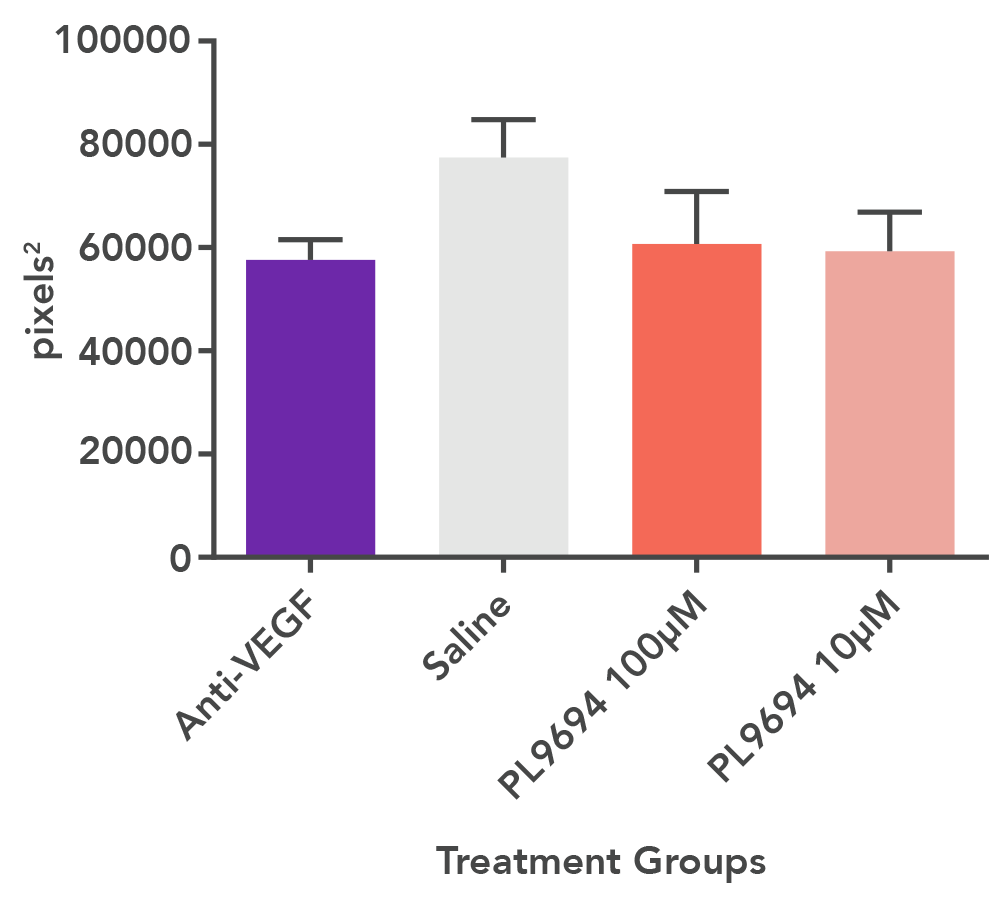 100000
80000
60000
40000
20000
0
pixels²
Anti-VEGF
Saline
PL9694 100µM
PL9694 10µM
Treatment Groups